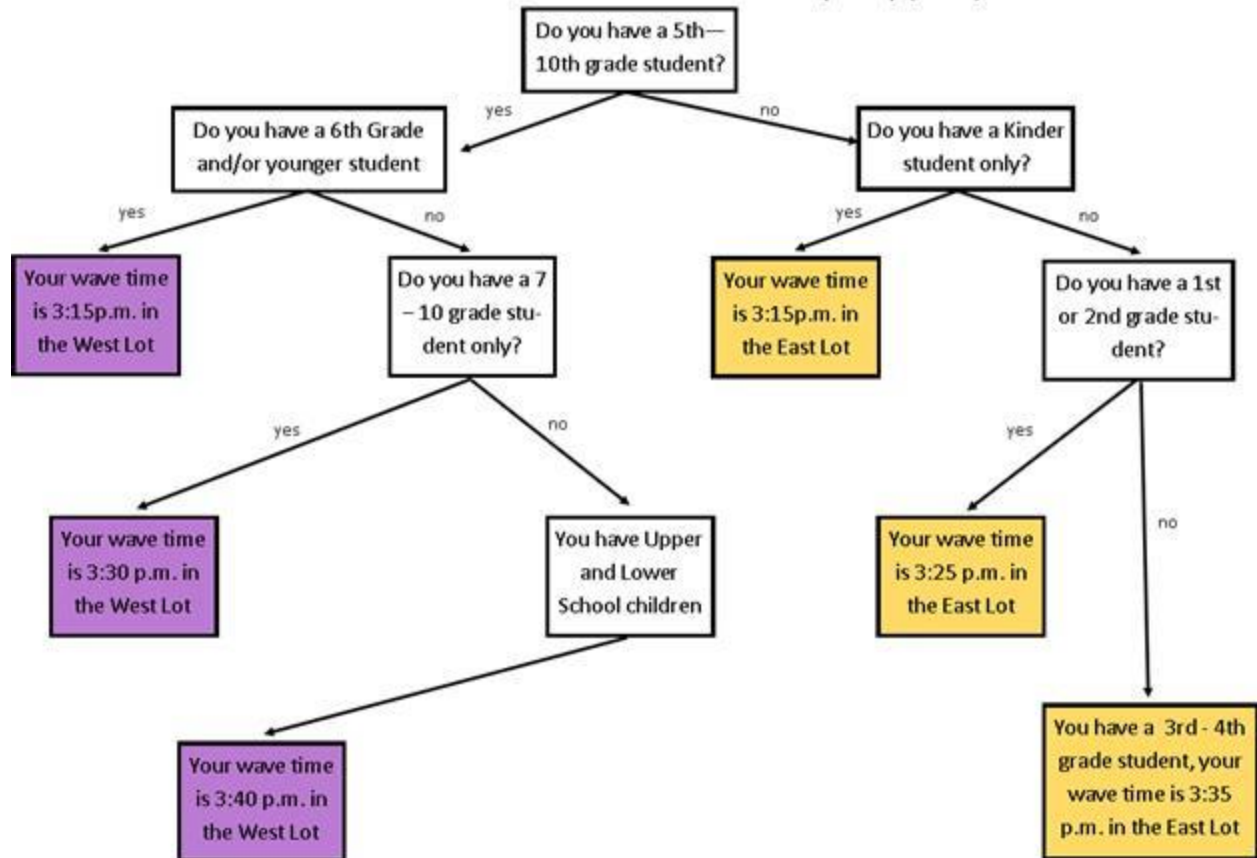 Do you have a 5th—
10th grade student?
yes
no
Do you have a 6th Grade
and/or younger student
Do you have a Kinder
student only?
yes
no
yes
no
Your wave time
is 3:15p.m. in
the West Lot
Do you have a 7
– 10 grade stu-
dent only?
Your wave time
is 3:15p.m. in
the East Lot
Do you have a 1st
or 2nd grade stu-
dent?
yes
no
yes
no
Your wave time
is 3:30 p.m. in
the West Lot
You have Upper
and Lower
School children
Your wave time
is 3:25 p.m. in
the East Lot
Your wave time
is 3:40 p.m. in
the West Lot
You have a 3rd - 4th
grade student, your
wave time is 3:35
p.m. in the East Lot